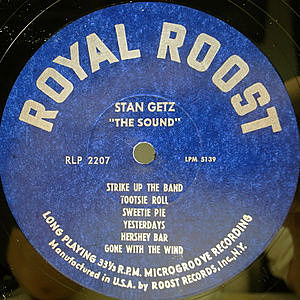 ROYAL ROOST
STAN GETZ
"THE SOUND"
RLP 2207
LPM 5139
STRIKE UP THE BAND
TOOTSIE ROLL
SWEETIE PIE
YESTERDAYS
HERSHEY BAR
GONE WITH THE WIND
LONG PLAYING 33⅓ R.P.M. MICROGROOVE RECORDING
Manufactured in U.S.A. by ROOST RECORDS, Inc., N.Y.